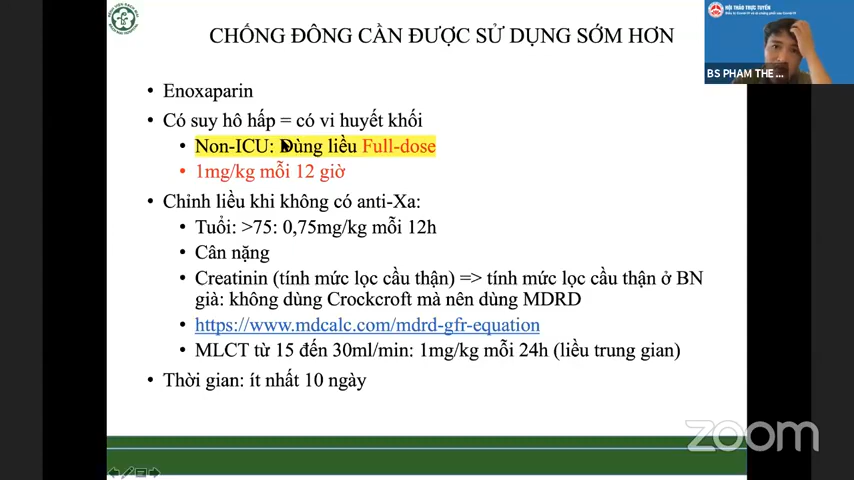 CHỐNG ĐÔNG CẦN ĐƯỢC SỬ DỤNG SỚM HƠN
HỘI THẢO TRỰC TUYẾN
BS PHAM THE ...
• Enoxaparin
• Có suy hô hấp = có vi huyết khối
• Non-ICU: Dùng liều Full-dose
• 1mg/kg mỗi 12 giờ
• Chỉnh liều khi không có anti-Xa:
• Tuổi: >75: 0,75mg/kg mỗi 12h
• Cân nặng
• Creatinin (tính mức lọc cầu thận) => tính mức lọc cầu thận ở BN
già: không dùng Crockcroft mà nên dùng MDRD
• https://www.mdcalc.com/mdrd-gfr-equation
• MLCT từ 15 đến 30ml/min: 1mg/kg mỗi 24h (liều trung gian)
• Thời gian: ít nhất 10 ngày
zoom